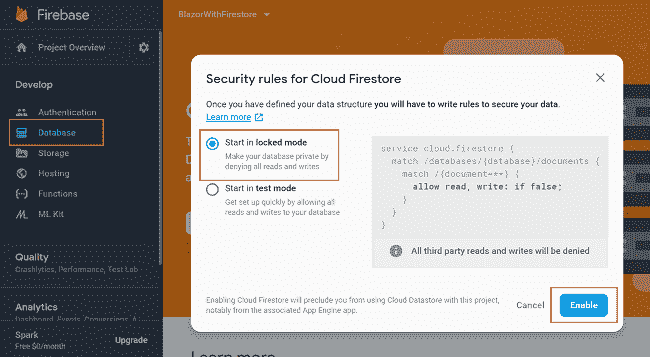 Firebase
BlazorWithFirestore
Project Overview
Develop
Authentication
Database
Storage
Hosting
Functions
ML Kit
Quality
Crashlytics, Performance, Test Lab
Analytics
Dashboard, Events, Conversions, A
Spark
Free $0/month
Upgrade
Security rules for Cloud Firestore
Once you have defined your data structure you will have to write rules to secure your data.
Learn more
Start in locked mode
Make your database private by
denying all reads and writes
Start in test mode
Get set up quickly by allowing all
reads and writes to your database
service cloud.firestore {
match /databases/{database}/documents {
match /{document=**} {
allow read, write: if false;
}
}
}
All third party reads and writes will be denied
Enabling Cloud Firestore will preclude you from using Cloud Datastore with this project,
notably from the associated App Engine app.
Cancel
Enable
Learn more